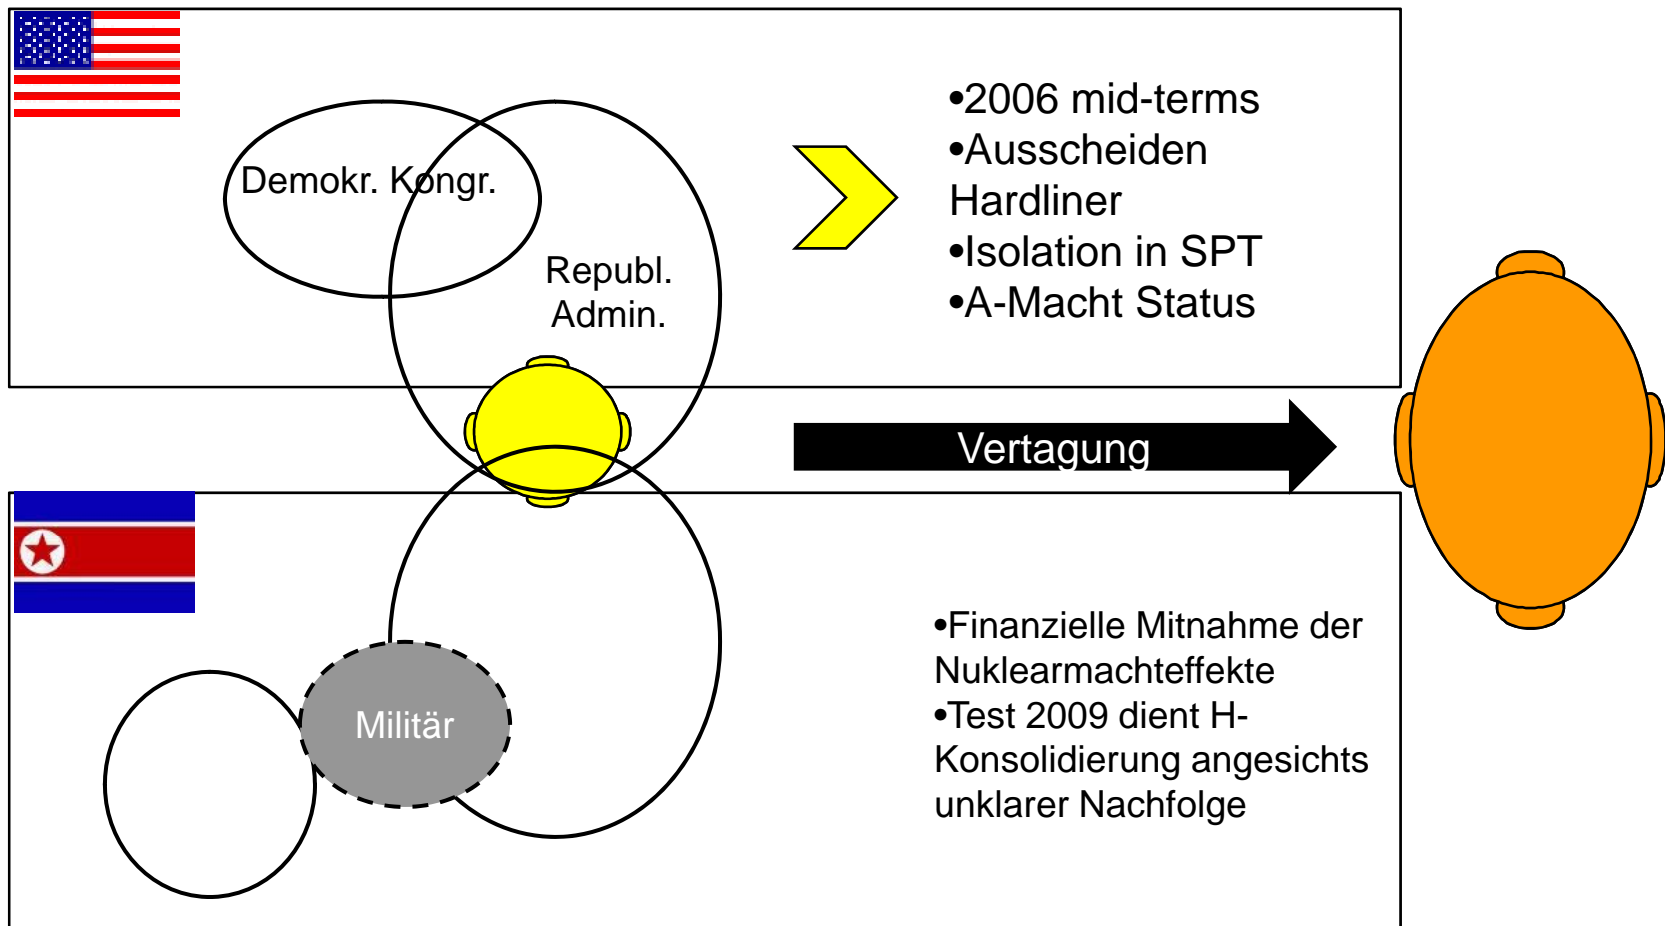 Demokr. Kongr.
Republ.
Admin.
•2006 mid-terms
•Ausscheiden
Hardliner
•Isolation in SPT
•A-Macht Status
Vertagung
Militär
•Finanzielle Mitnahme der
Nuklearmachteffekte
•Test 2009 dient H-
Konsolidierung angesichts
unklarer Nachfolge